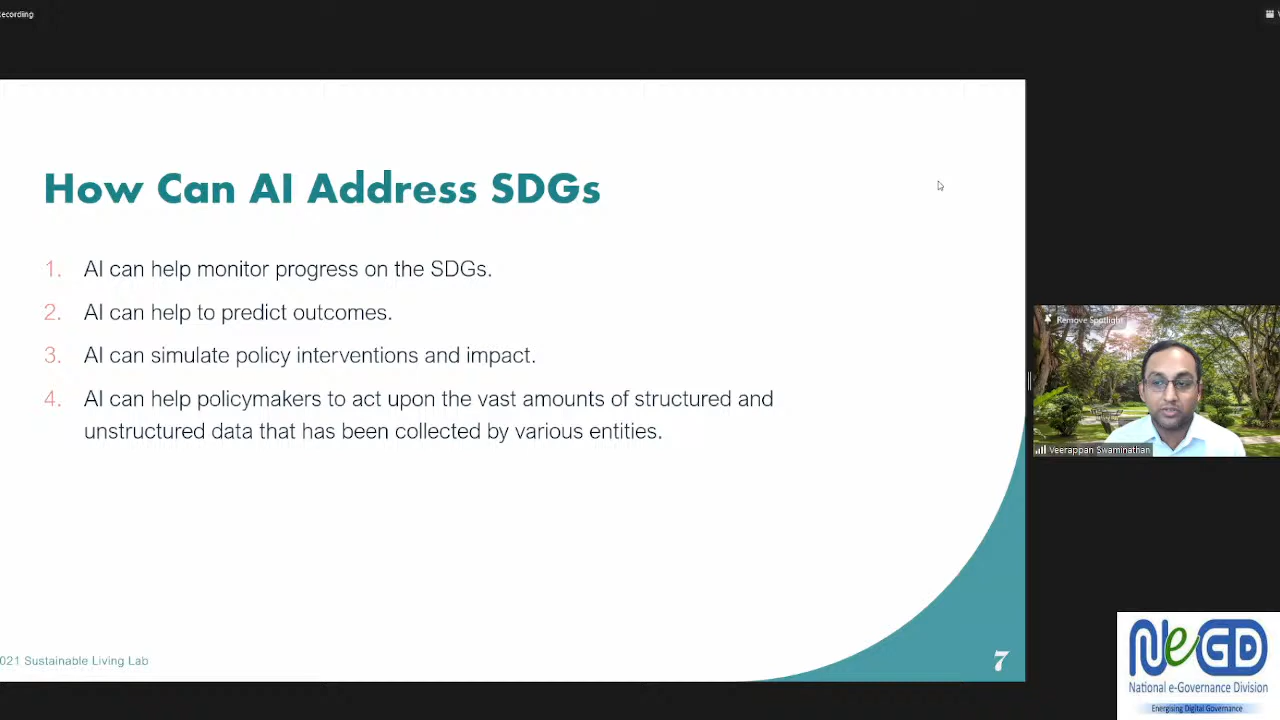 ecording
How Can AI Address SDGs
1. AI can help monitor progress on the SDGs.
2. AI can help to predict outcomes.
3. AI can simulate policy interventions and impact.
4. AI can help policymakers to act upon the vast amounts of structured and
unstructured data that has been collected by various entities.
Remove Spotlight
Veerappan Swaminathan
021 Sustainable Living Lab
7
NeGD
National e-Governance Division
Energising Digital Governance